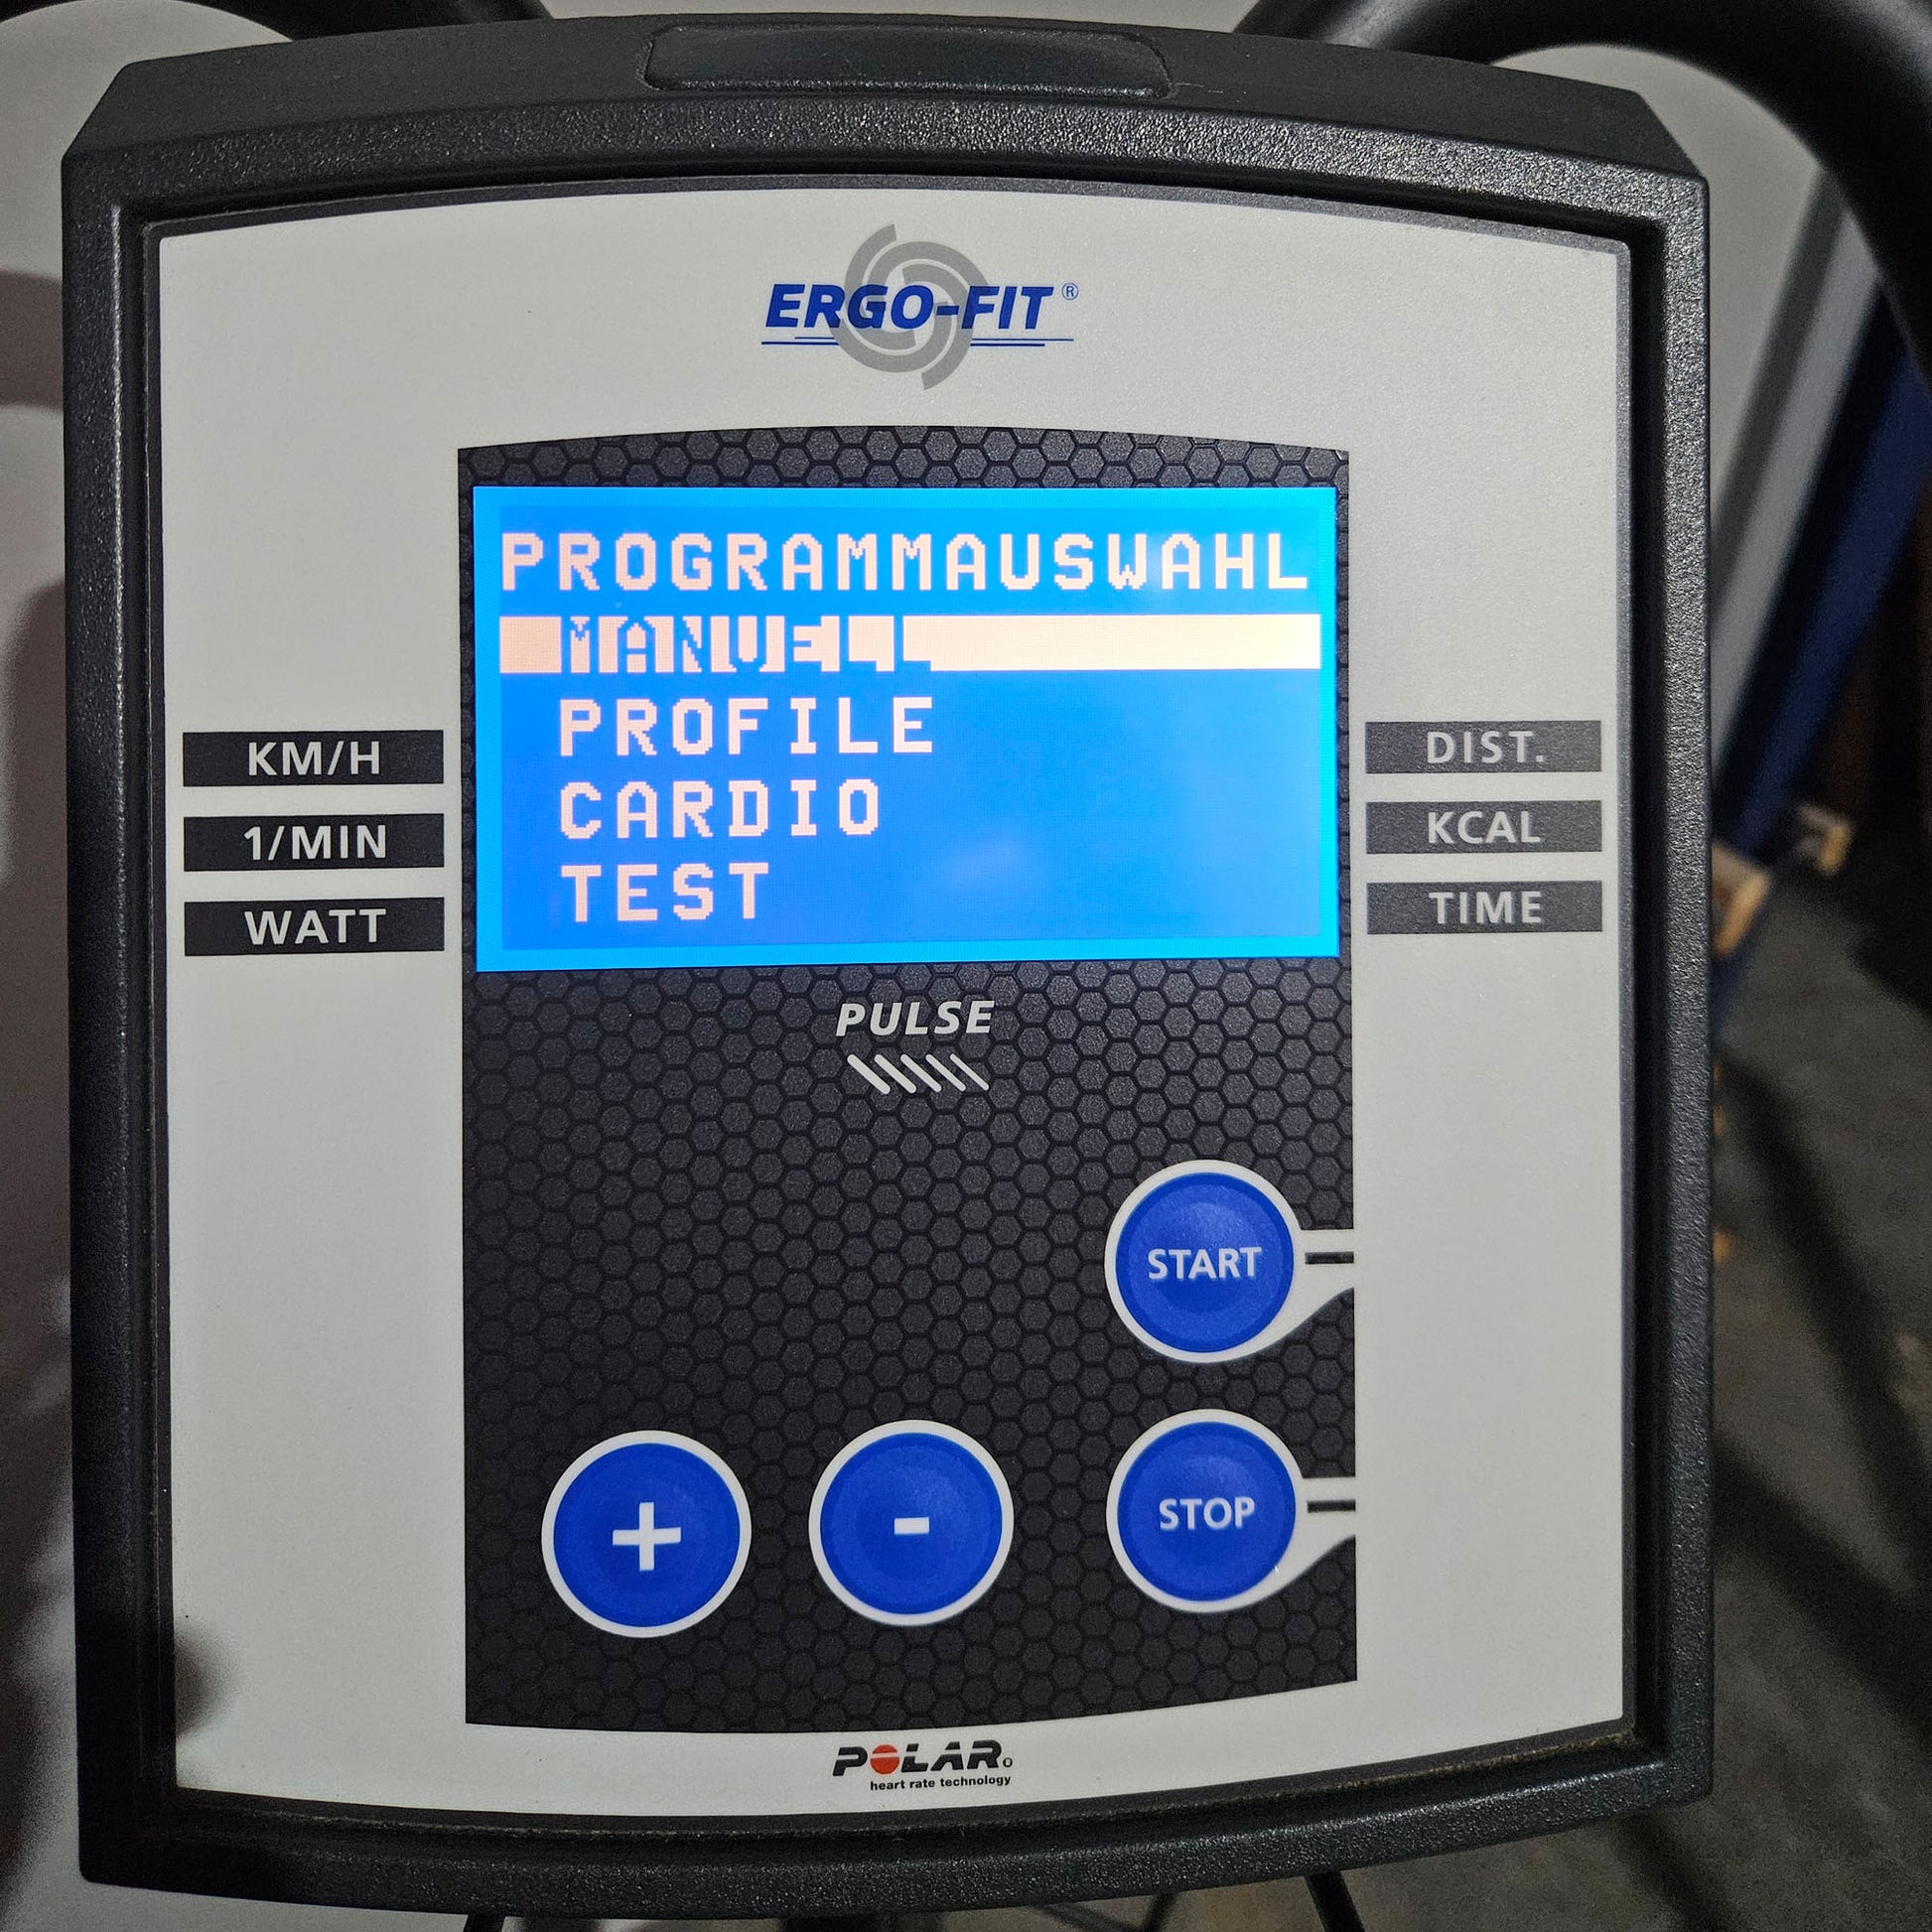 ERGO-FIT®
PROGRAMMAUSWAHL
MANUELL
PROFILE
CARDIO
TEST
KM/H
1/MIN
WATT
DIST.
KCAL
TIME
PULSE
START
+
-
STOP
POLAR®
heart rate technology